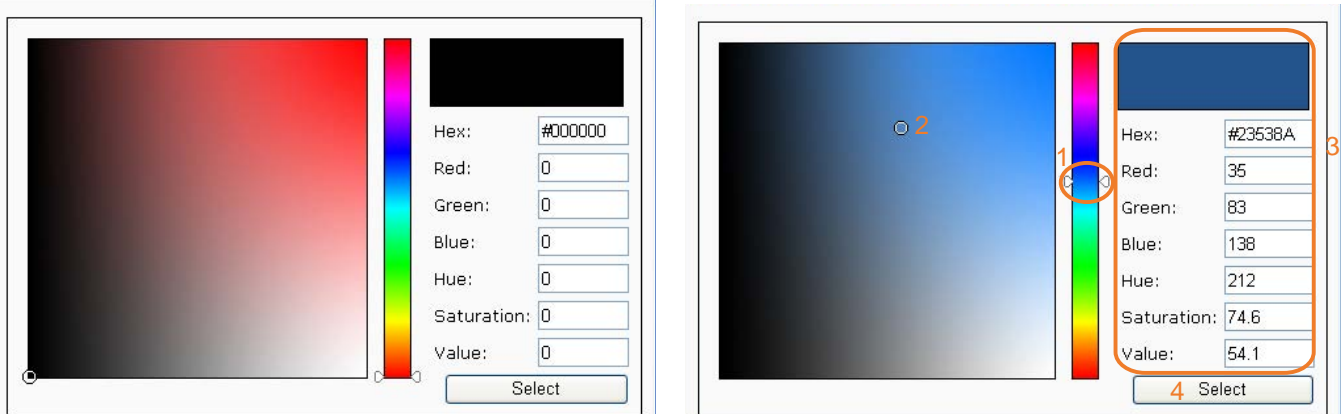 Hex: #000000
Red: 0
Green: 0
Blue: 0
Hue: 0
Saturation: 0
Value: 0
Select
2
1
3
Hex: #23538A
Red: 35
Green: 83
Blue: 138
Hue: 212
Saturation: 74.6
Value: 54.1
4 Select